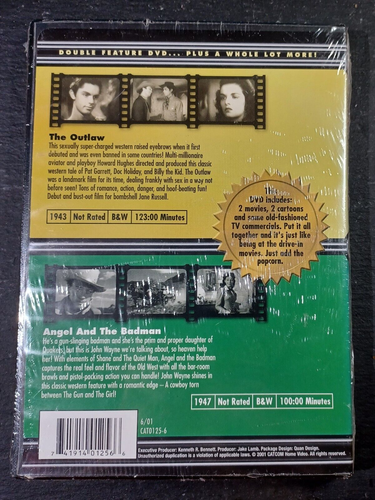 DOUBLE FEATURE DVD... PLUS A WHOLE LOT MORE!
The Outlaw
This sexually super-charged western raised eyebrows when it first
debuted and was even banned in some countries! Multi-millionaire
aviator and playboy Howard Hughes directed and produced this classic
western tale of Pat Garrett, Doc Holiday, and Billy the Kid. The Outlaw
was a landmark film for its time, dealing frankly with sex in a way not
seen before! Tons of romance, action, danger, and hoof-beating fun!
Debut and bust-out film for bombshell Jane Russell.
1943 Not Rated B&W 123:00 Minutes
This
DVD includes:
2 movies, 2 cartoons
and some old-fashioned
TV commercials. Put it all
together and it's just like
being at the drive-in
movies. Just add the
popcorn.
Angel And The Badman
He's a gun-slinging badman and she's the prim and proper daughter of
Quakers, but this is John Wayne we're talking about, so heaven help
her! With elements of Shane and The Quiet Man, Angel and the Badman
captures the real feel and flavor of the Old West with all the bar-room
brawls and pistol-porking action you can handle! John Wayne shines in
this classic western feature with a romantic edge – A cowboy torn
between The Gun and The Girl!
1947 Not Rated B&W 100:00 Minutes
6/01
CAT0125-6
7 41914 01256 6
Executive Producer: Kenneth R. Bennett. Producer: Jake Lamb. Package Design: Dean Design.
Unauthorized duplication is a violation of applicable laws. © 2001 CATCOM Home Video. All rights reserved.